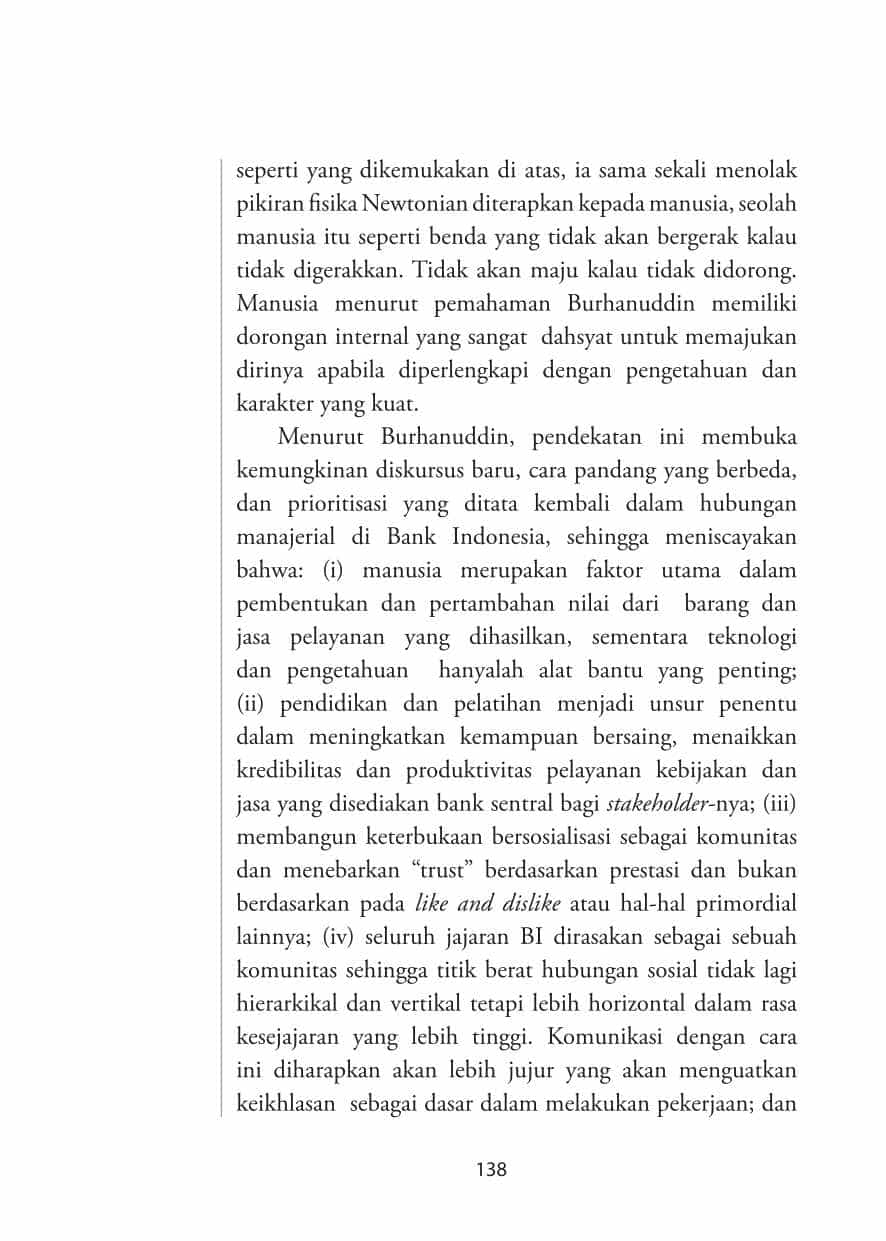 seperti yang dikemukakan di atas, ia sama sekali menolak
pikiran fisika Newtonian diterapkan kepada manusia, seolah
manusia itu seperti benda yang tidak akan bergerak kalau
tidak digerakkan. Tidak akan maju kalau tidak didorong.
Manusia menurut pemahaman Burhanuddin memiliki
dorongan internal yang sangat dahsyat untuk memajukan
dirinya apabila diperlengkapi dengan pengetahuan dan
karakter yang kuat.
Menurut Burhanuddin, pendekatan ini membuka
kemungkinan diskursus baru, cara pandang yang berbeda,
dan prioritisasi yang ditata kembali dalam hubungan
manajerial di Bank Indonesia, sehingga meniscayakan
bahwa: (i) manusia merupakan faktor utama dalam
pembentukan dan pertambahan nilai dari barang dan
jasa pelayanan yang dihasilkan, sementara teknologi
dan pengetahuan hanyalah alat bantu yang penting;
(ii) pendidikan dan pelatihan menjadi unsur penentu
dalam meningkatkan kemampuan bersaing, menaikkan
kredibilitas dan produktivitas pelayanan kebijakan dan
jasa yang disediakan bank sentral bagi stakeholder-nya; (iii)
membangun keterbukaan bersosialisasi sebagai komunitas
dan menebarkan “trust” berdasarkan prestasi dan bukan
berdasarkan pada like and dislike atau hal-hal primordial
lainnya; (iv) seluruh jajaran BI dirasakan sebagai sebuah
komunitas sehingga titik berat hubungan sosial tidak lagi
hierarkikal dan vertikal tetapi lebih horizontal dalam rasa
kesejajaran yang lebih tinggi. Komunikasi dengan cara
ini diharapkan akan lebih jujur yang akan menguatkan
keikhlasan sebagai dasar dalam melakukan pekerjaan; dan
138